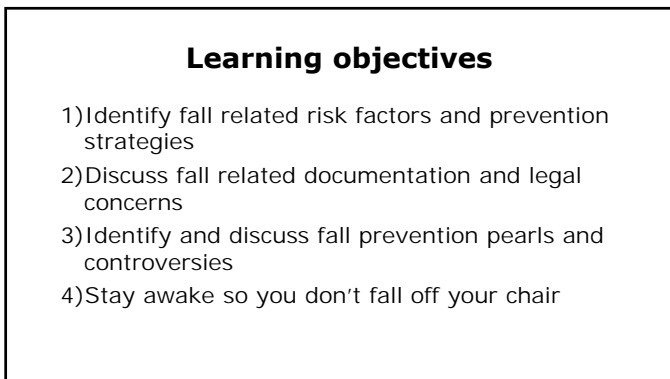 Learning objectives
1)Identify fall related risk factors and prevention
strategies
2)Discuss fall related documentation and legal
concerns
3)Identify and discuss fall prevention pearls and
controversies
4)Stay awake so you don't fall off your chair